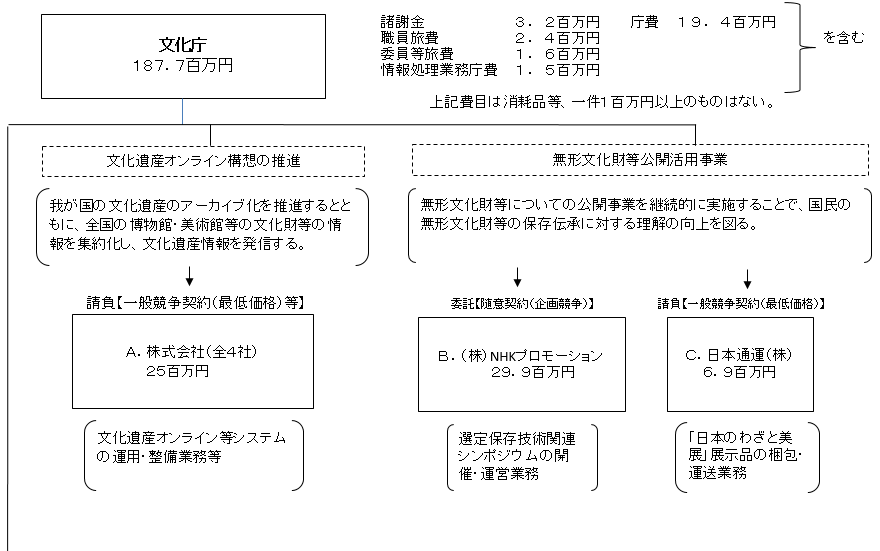 文化庁
187.7百万円
諸謝金 3.2百万円 庁費 19.4百万円
職員旅費 2.4百万円
委員等旅費 1.6百万円
情報処理業務庁費 1.5百万円
を含む
上記費目は消耗品等、一件1百万円以上のものはない。
文化遺産オンライン構想の推進
我が国の文化遺産のアーカイブ化を推進するとと
もに、全国の博物館・美術館等の文化財等の情
報を集約化し、文化遺産情報を発信する。
請負【一般競争契約(最低価格)等】
A.株式会社(全4社)
25百万円
文化遺産オンライン等システム
の運用・整備業務等
無形文化財等公開活用事業
無形文化財等についての公開事業を継続的に実施することで、国民の
無形文化財等の保存伝承に対する理解の向上を図る。
委託【随意契約(企画競争)】
B.(株)NHKプロモーション
29.9百万円
選定保存技術関連
シンポジウムの開
催・運営業務
請負【一般競争契約(最低価格)】
C.日本通運(株)
6.9百万円
「日本のわざと美
展」展示品の梱包・
運送業務